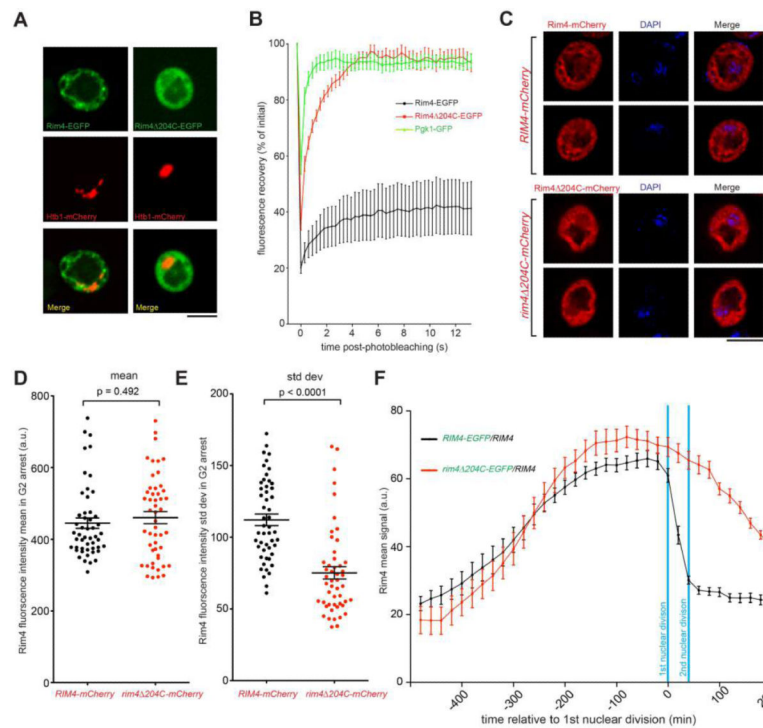 A
Rim4-EGFP
Rim4Δ204C-EGFP
Htb1-mCherry
Htb1-mCherry
Merge
Merge
B
fluorescence recovery (% of initial)
100
80
60
40
20
0
Rim4-EGFP
Rim4Δ204C-EGFP
Pgk1-GFP
0 2 4 6 8 10 12
time post-photobleaching (s)
C
Rim4-mCherry DAPI Merge
RIM4-mCherry
Rim4Δ204C-mCherry DAPI Merge
rim4Δ204C-mCherry
D
mean
p = 0.492
Rim4 fluorscence intensity mean in G2 arrest (a.u.)
800
600
400
200
0
RIM4-mCherry rim4Δ204C-mCherry
E
std dev
p < 0.0001
Rim4 fluorescence intensity std dev in G2 arrest
200
150
100
50
0
RIM4-mCherry rim4Δ204C-mCherry
F
Rim4 mean signal (a.u.)
80
60
40
20
0
RIM4-EGFP/RIM4
rim4Δ204C-EGFP/RIM4
1st nuclear divison
2nd nuclear divison
-400 -300 -200 -100 0 100
time relative to 1st nuclear division (min)